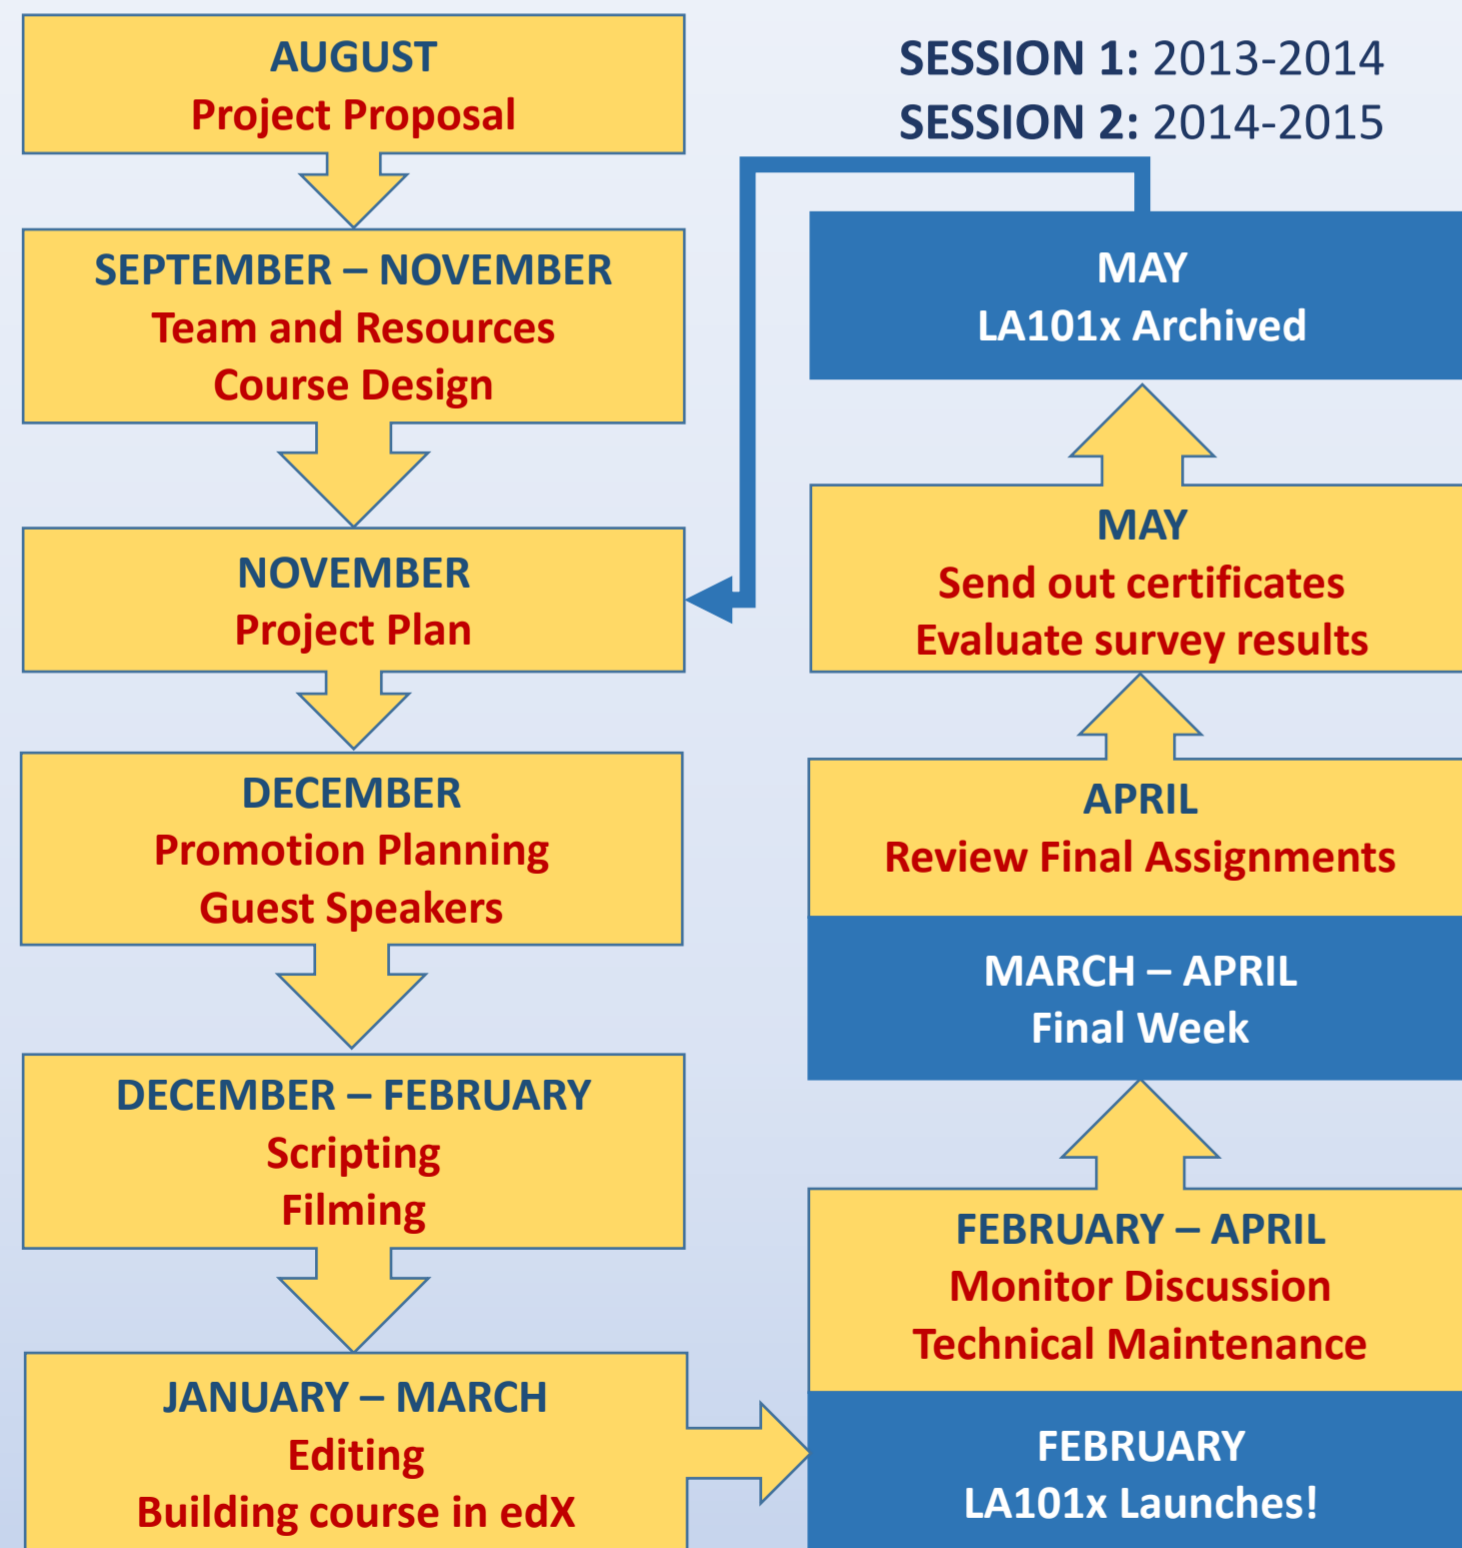 AUGUST
Project Proposal
SEPTEMBER – NOVEMBER
Team and Resources
Course Design
NOVEMBER
Project Plan
DECEMBER
Promotion Planning
Guest Speakers
DECEMBER – FEBRUARY
Scripting
Filming
JANUARY – MARCH
Editing
Building course in edX
SESSION 1: 2013-2014
SESSION 2: 2014-2015
MAY
LA101x Archived
MAY
Send out certificates
Evaluate survey results
APRIL
Review Final Assignments
MARCH – APRIL
Final Week
FEBRUARY – APRIL
Monitor Discussion
Technical Maintenance
FEBRUARY
LA101x Launches!